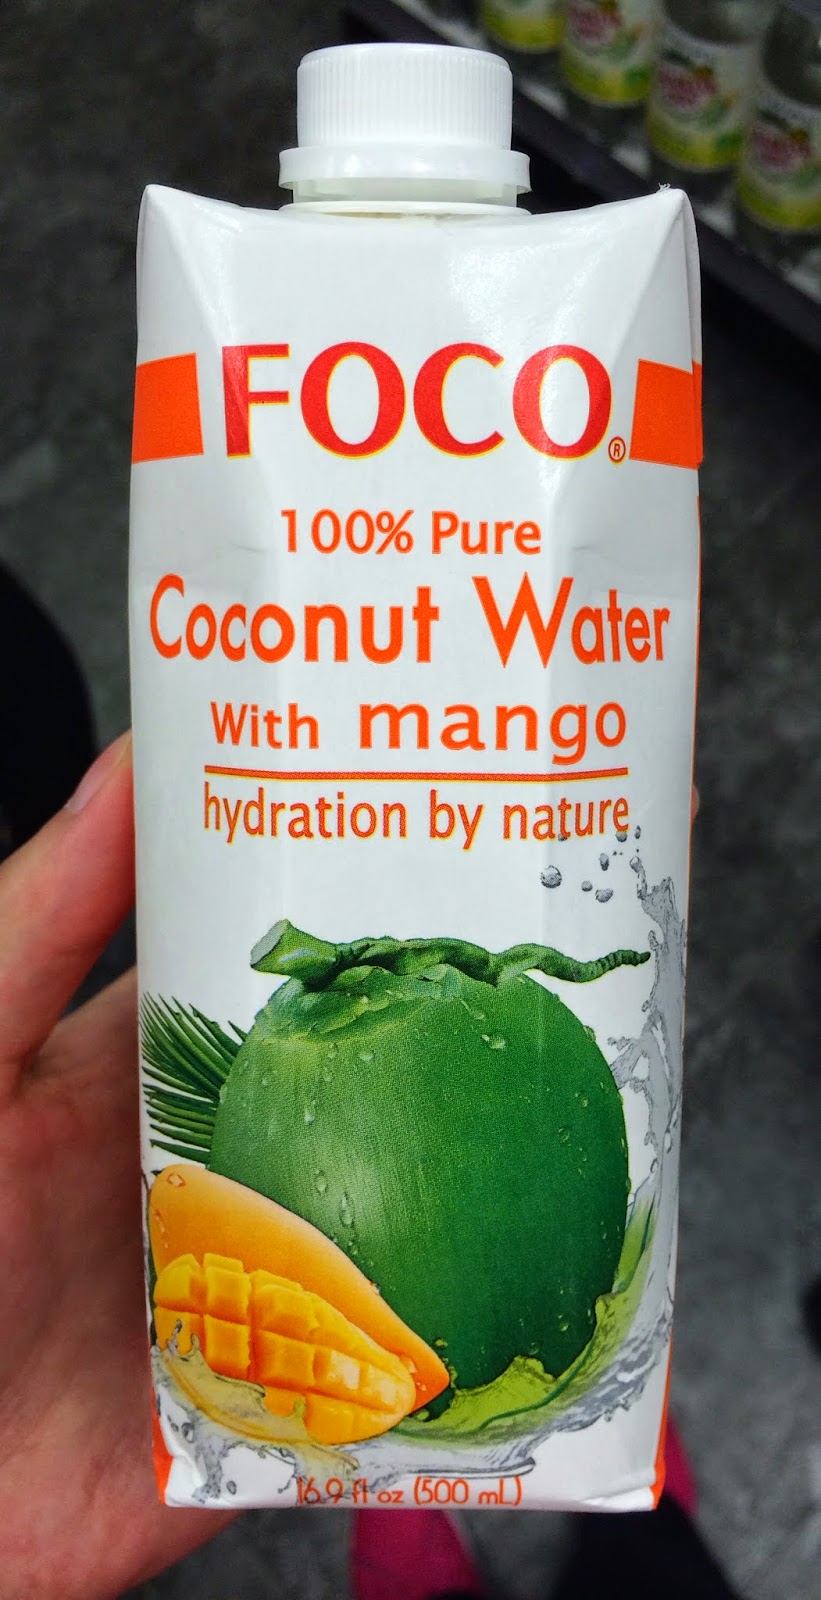 FOCO®
100% Pure
Coconut Water
With mango
hydration by nature
16.9 fl oz (500 mL)